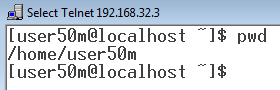 Select Telnet 192.168.32.3
[user50m@localhost ~]$ pwd
/home/user50m
[user50m@localhost ~]$